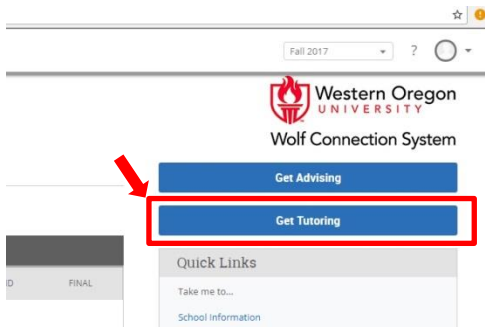 Fall 2017
?
Western Oregon
UNIVERSITY
Wolf Connection System
Get Advising
Get Tutoring
Quick Links
FINAL
Take me to...
School Information